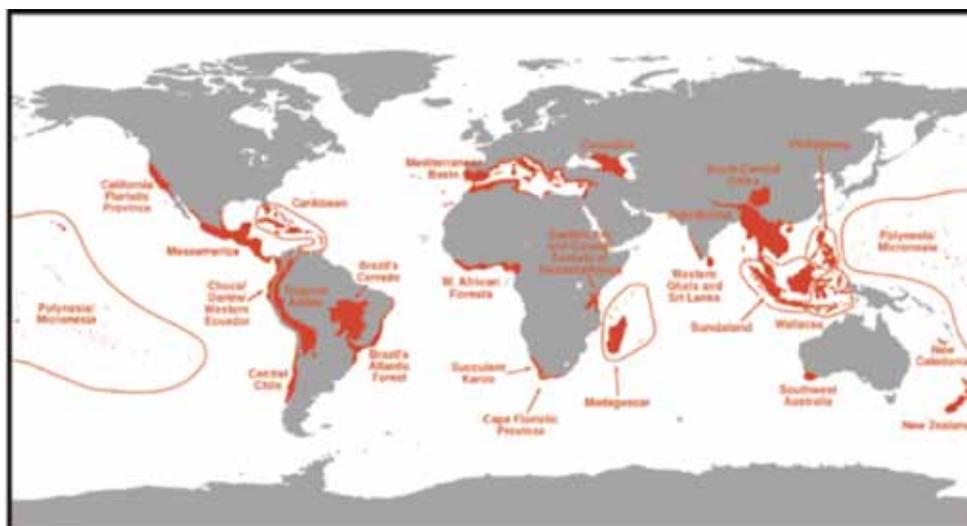 California
Floristic
Province
Mesoamerica
Caribbean
Polynesia/
Micronesia
Chocó/
Western
Ecuador
Tropical
Andes
Brazil's
Cerrado
Central
Chile
Brazil's
Atlantic
Forest
Mediterranean
Basin
Caucasus
W. African
Forests
Succulent
Karoo
Cape Floristic
Province
Madagascar
South-Central
China
Philippines
Western
Ghats and
Sri Lanka
Sundaland
Wallacea
Polynesia/
Micronesia
Southwest
Australia
New
Caledonia
New Zealand